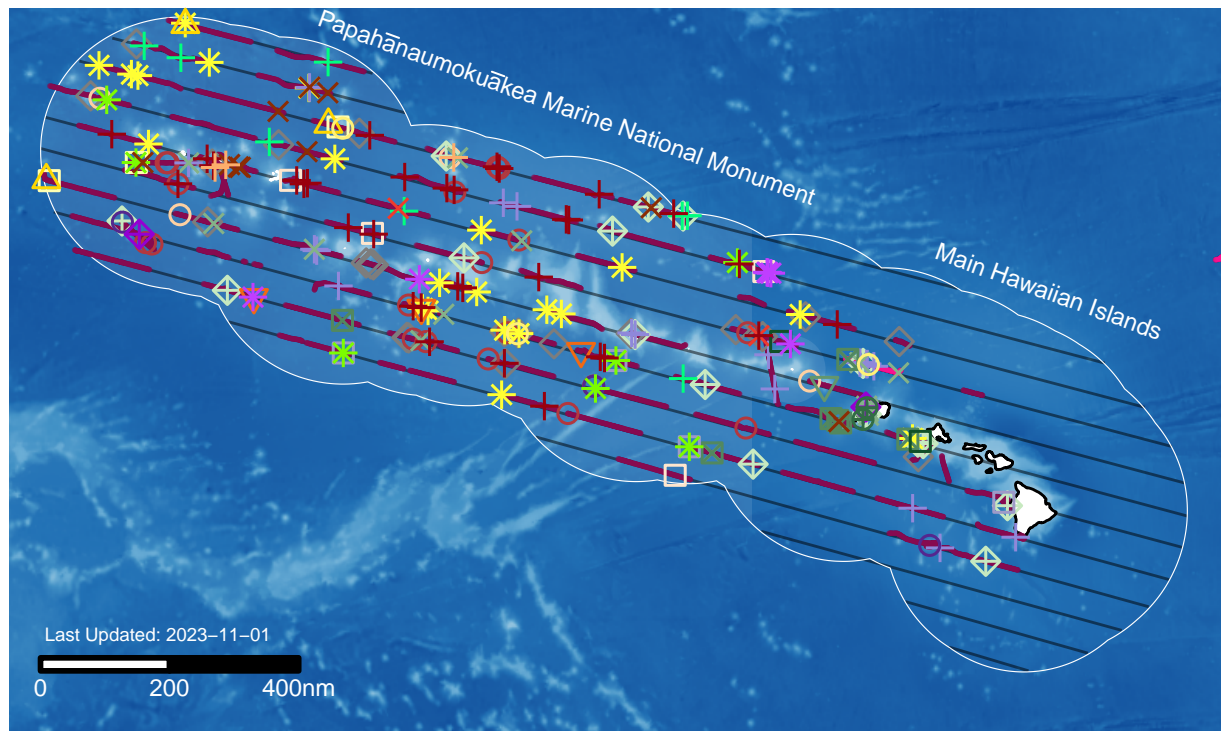 Papahānaumokuākea Marine National Monument
Main Hawaiian Islands
Last Updated: 2023−11−01
0 200 400nm